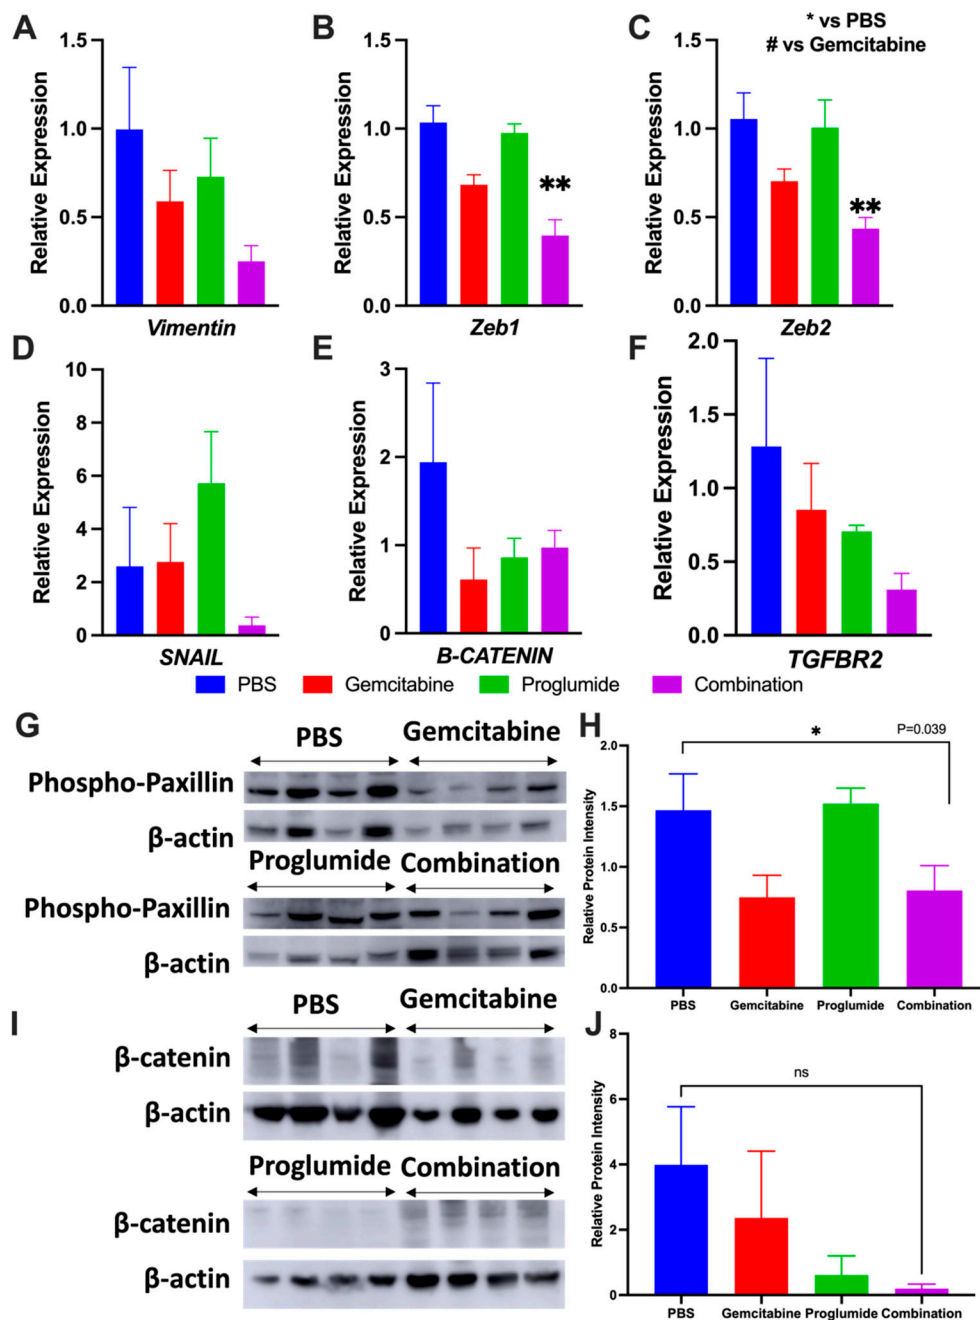 A
B
C
* vs PBS
# vs Gemcitabine
Relative Expression
1.5
1.0
0.5
0.0
Vimentin
Relative Expression
1.5
1.0
0.5
0.0
**
Zeb1
Relative Expression
1.5
1.0
0.5
0.0
**
Zeb2
D
E
F
Relative Expression
10
8
6
4
2
0
SNAIL
Relative Expression
3
2
1
0
B-CATENIN
Relative Expression
2.0
1.5
1.0
0.5
0.0
TGFBR2
PBS
Gemcitabine
Proglumide
Combination
G
PBS
Gemcitabine
Phospho-Paxillin
β-actin
Proglumide
Combination
Phospho-Paxillin
β-actin
H
*
P=0.039
Relative Protein Intensity
2.0
1.5
1.0
0.5
0.0
PBS
Gemcitabine
Proglumide
Combination
I
PBS
Gemcitabine
β-catenin
β-actin
Proglumide
Combination
β-catenin
β-actin
J
ns
Relative Protein Intensity
8
6
4
2
0
PBS
Gemcitabine
Proglumide
Combination